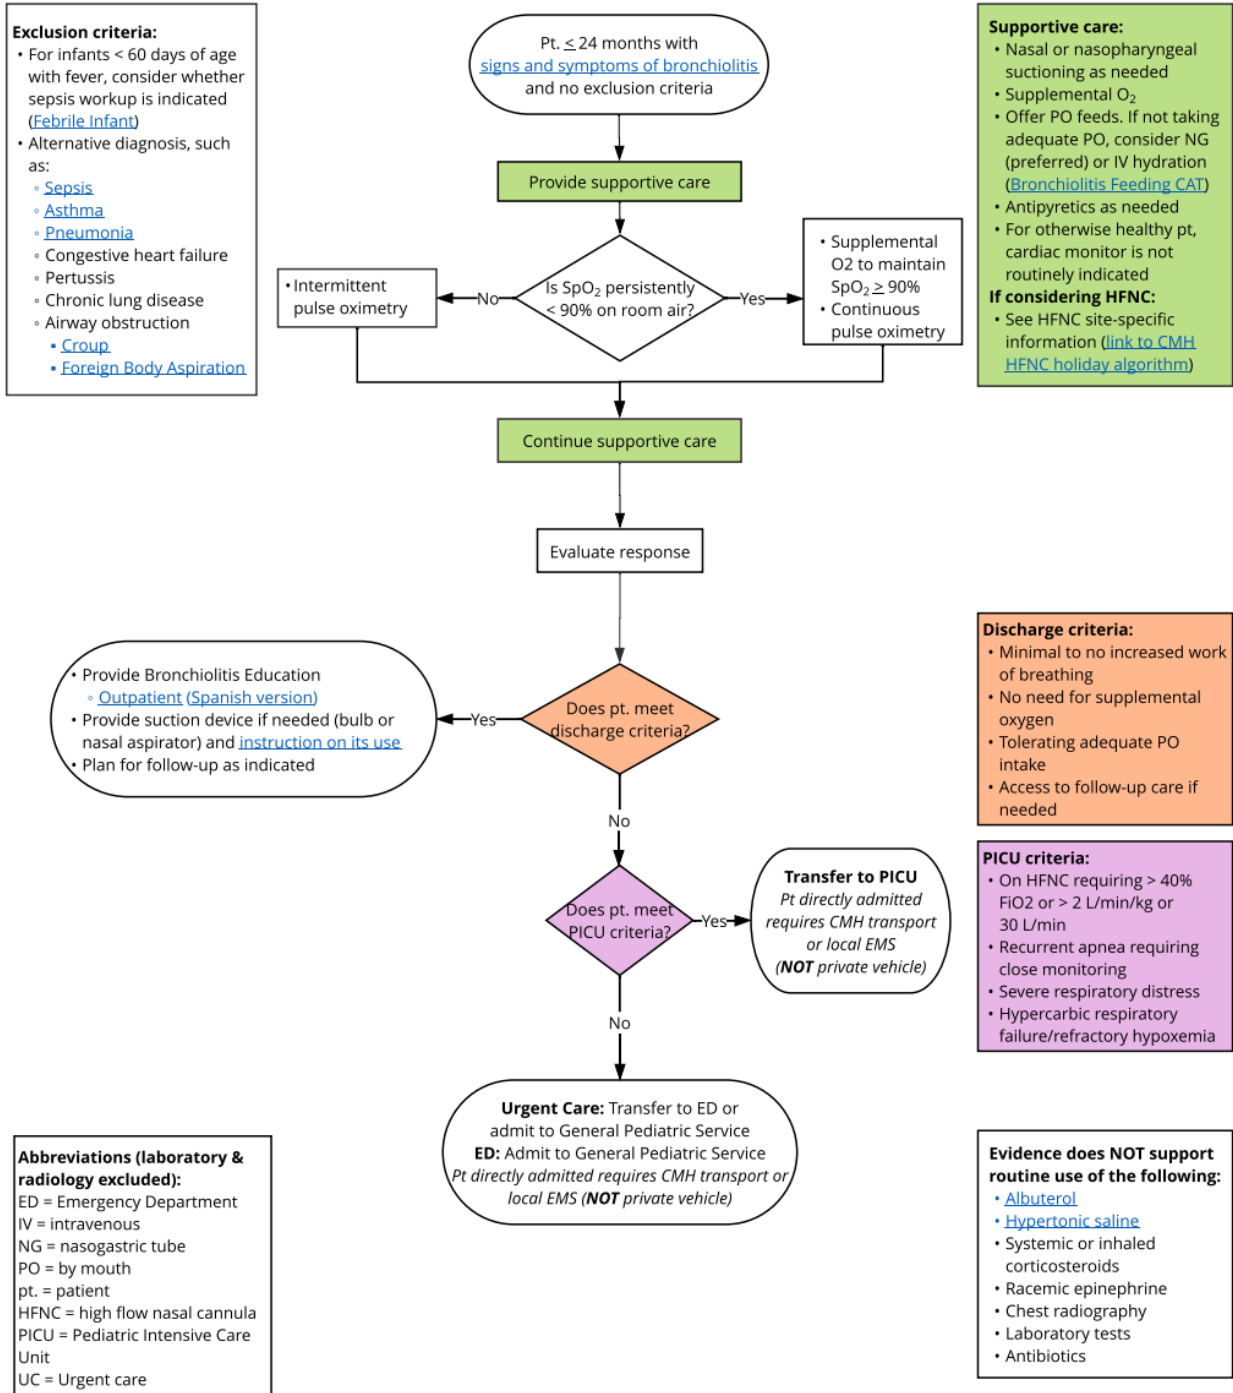 Exclusion criteria:
• For infants < 60 days of age
with fever, consider whether
sepsis workup is indicated
(Febrile Infant)
• Alternative diagnosis, such
as:
◦ Sepsis
◦ Asthma
◦ Pneumonia
◦ Congestive heart failure
◦ Pertussis
◦ Chronic lung disease
◦ Airway obstruction
▪ Croup
▪ Foreign Body Aspiration
Pt. ≤ 24 months with
signs and symptoms of bronchiolitis
and no exclusion criteria
Provide supportive care
Is SpO₂ persistently
< 90% on room air?
No
• Intermittent
pulse oximetry
Yes
• Supplemental
O2 to maintain
SpO₂ ≥ 90%
• Continuous
pulse oximetry
Supportive care:
• Nasal or nasopharyngeal
suctioning as needed
• Supplemental O₂
• Offer PO feeds. If not taking
adequate PO, consider NG
(preferred) or IV hydration
(Bronchiolitis Feeding CAT)
• Antipyretics as needed
• For otherwise healthy pt,
cardiac monitor is not
routinely indicated
If considering HFNC:
• See HFNC site-specific
information (link to CMH
HFNC holiday algorithm)
Continue supportive care
Evaluate response
Does pt. meet
discharge criteria?
Yes
• Provide Bronchiolitis Education
◦ Outpatient (Spanish version)
• Provide suction device if needed (bulb or
nasal aspirator) and instruction on its use
• Plan for follow-up as indicated
Discharge criteria:
• Minimal to no increased work
of breathing
• No need for supplemental
oxygen
• Tolerating adequate PO
intake
• Access to follow-up care if
needed
No
Does pt. meet
PICU criteria?
Yes
Transfer to PICU
Pt directly admitted
requires CMH transport
or local EMS
(NOT private vehicle)
PICU criteria:
• On HFNC requiring > 40%
FiO2 or > 2 L/min/kg or
30 L/min
• Recurrent apnea requiring
close monitoring
• Severe respiratory distress
• Hypercarbic respiratory
failure/refractory hypoxemia
No
Urgent Care: Transfer to ED or
admit to General Pediatric Service
ED: Admit to General Pediatric Service
Pt directly admitted requires CMH transport or
local EMS (NOT private vehicle)
Abbreviations (laboratory &
radiology excluded):
ED = Emergency Department
IV = intravenous
NG = nasogastric tube
PO = by mouth
pt. = patient
HFNC = high flow nasal cannula
PICU = Pediatric Intensive Care
Unit
UC = Urgent care
Evidence does NOT support
routine use of the following:
• Albuterol
• Hypertonic saline
• Systemic or inhaled
corticosteroids
• Racemic epinephrine
• Chest radiography
• Laboratory tests
• Antibiotics